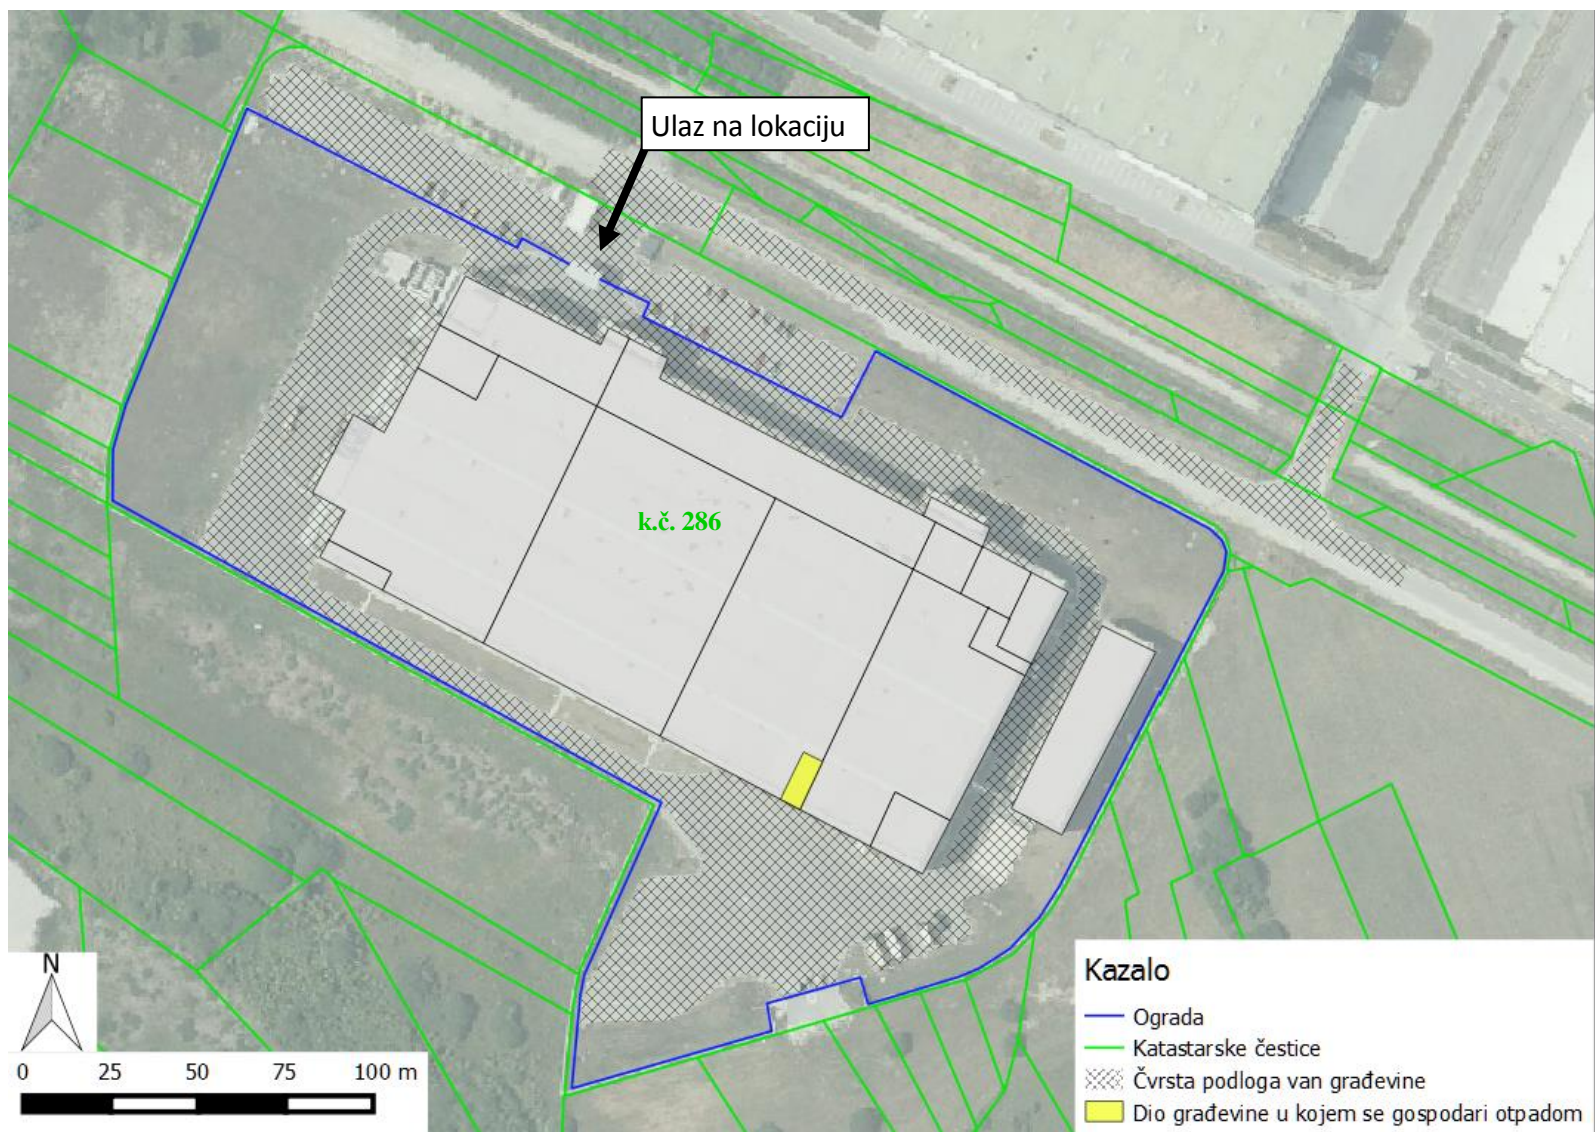 Ulaz na lokaciju
k.č. 286
N
0 25 50 75 100 m
Kazalo
Ograda
Katastarske čestice
Čvrsta podloga van građevine
Dio građevine u kojem se gospodari otpadom